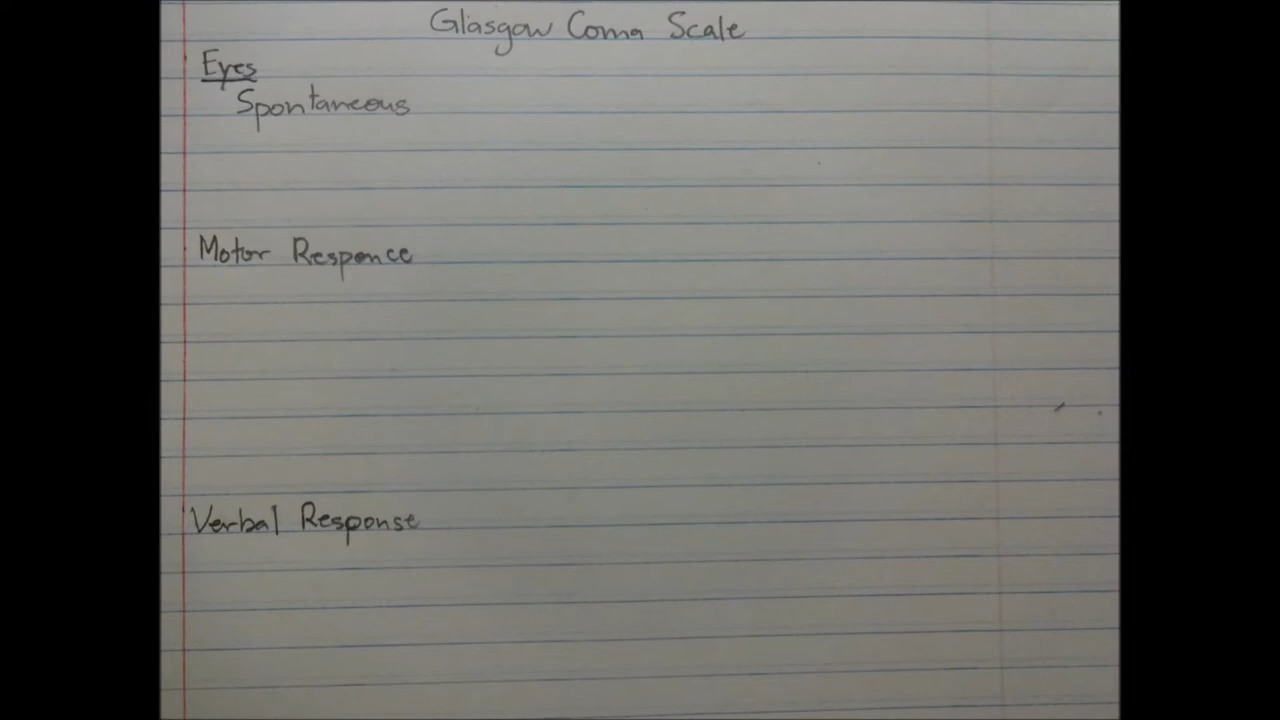 Glasgow Coma Scale
Eyes
Spontaneous
Motor Responce
Verbal Response